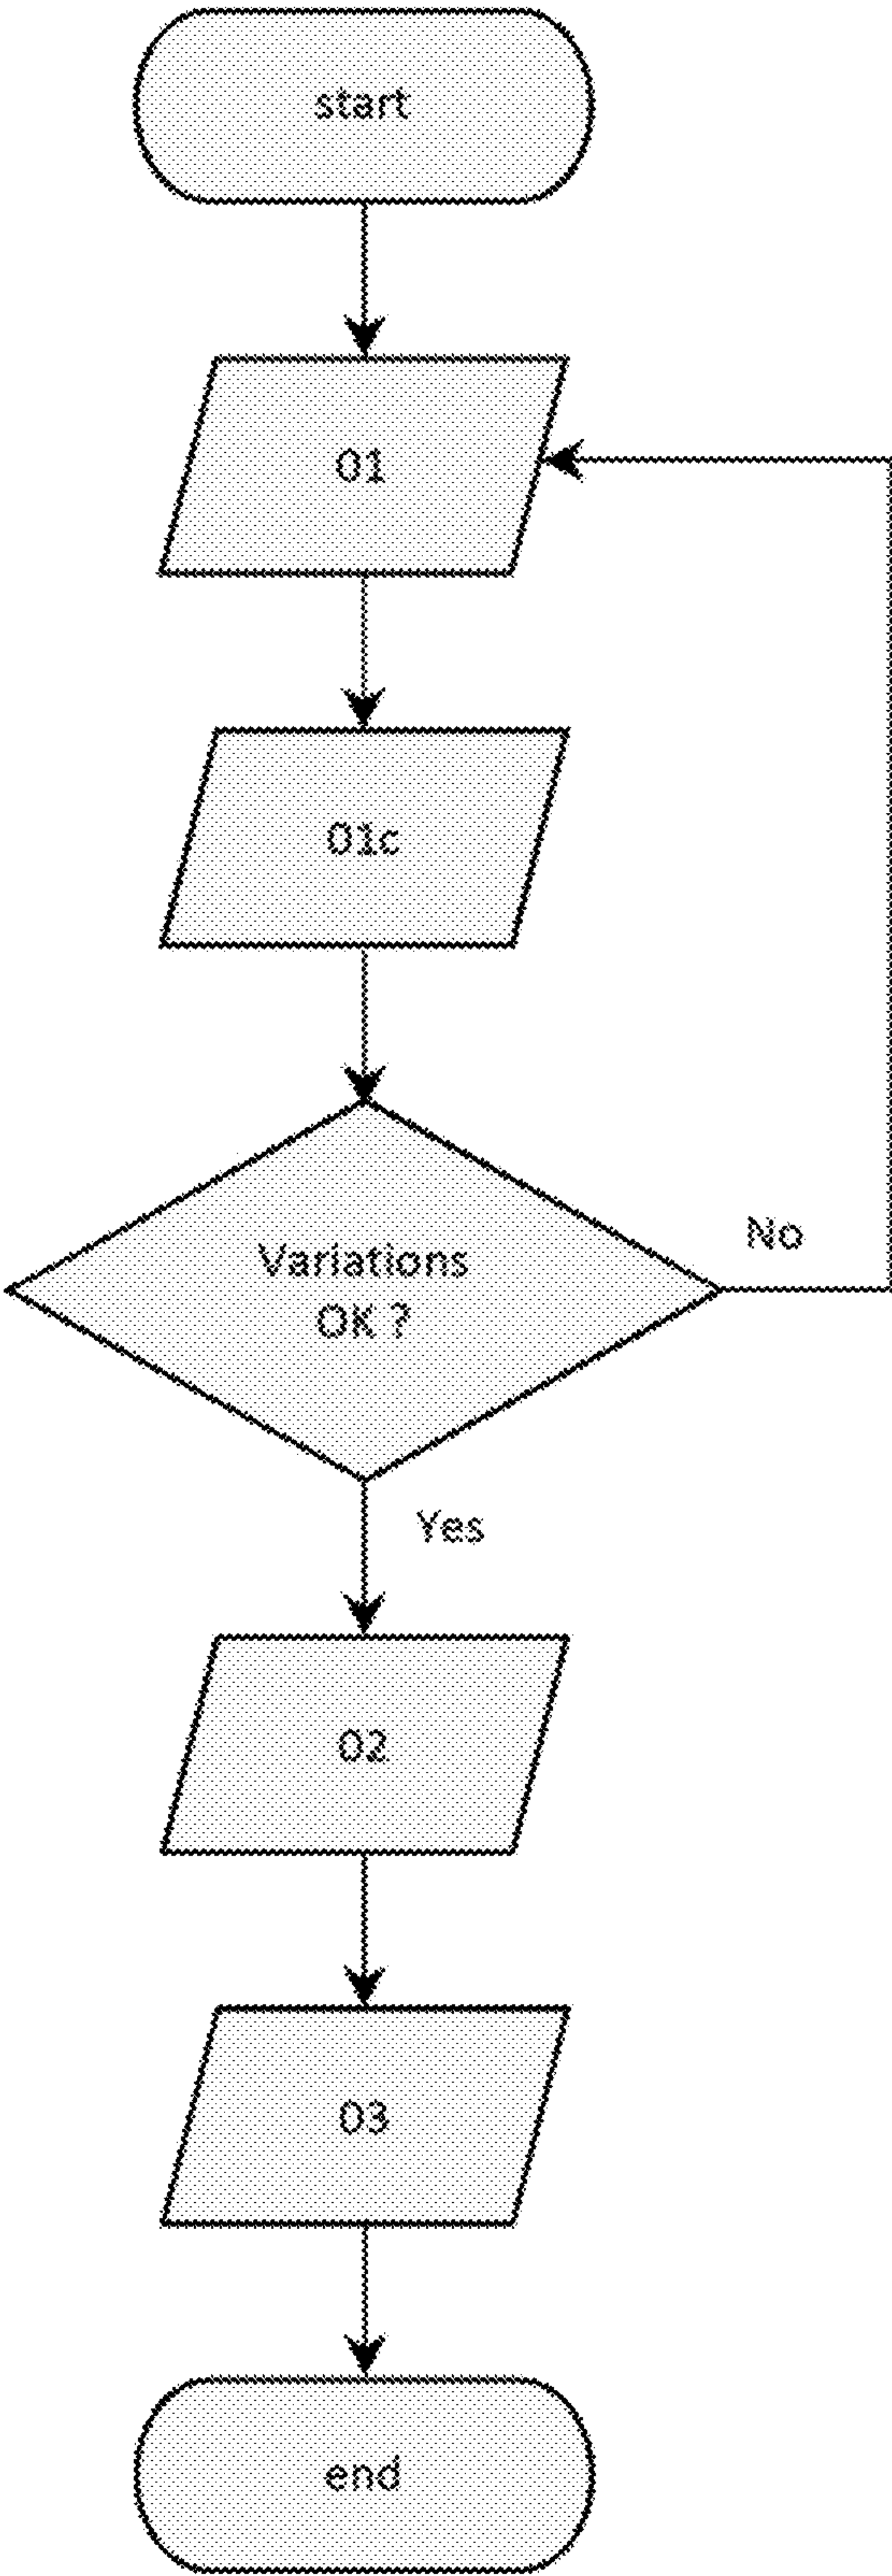 start
01
01c
Variations
OK ?
No
Yes
02
03
end